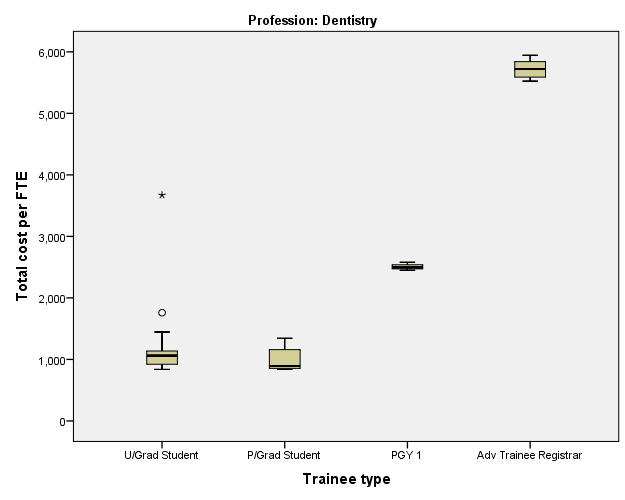 Profession: Dentistry
Total cost per FTE
6,000
5,000
4,000
3,000
2,000
1,000
0
*
U/Grad Student P/Grad Student PGY 1 Adv Trainee Registrar
Trainee type